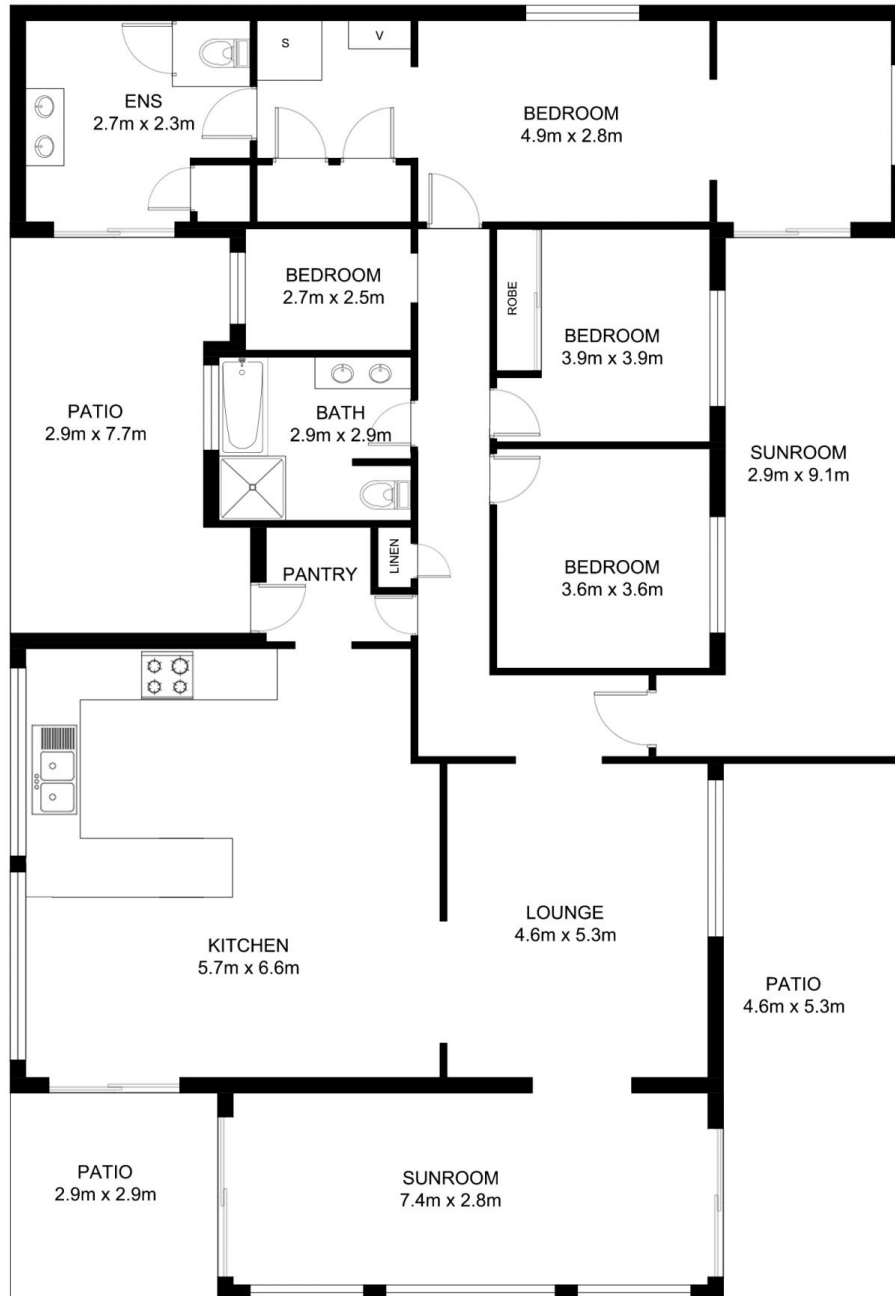 S
V
ENS
2.7m x 2.3m
BEDROOM
4.9m x 2.8m
BEDROOM
2.7m x 2.5m
ROBE
BEDROOM
3.9m x 3.9m
PATIO
2.9m x 7.7m
BATH
2.9m x 2.9m
SUNROOM
2.9m x 9.1m
PANTRY
LINEN
BEDROOM
3.6m x 3.6m
KITCHEN
5.7m x 6.6m
LOUNGE
4.6m x 5.3m
PATIO
4.6m x 5.3m
PATIO
2.9m x 2.9m
SUNROOM
7.4m x 2.8m